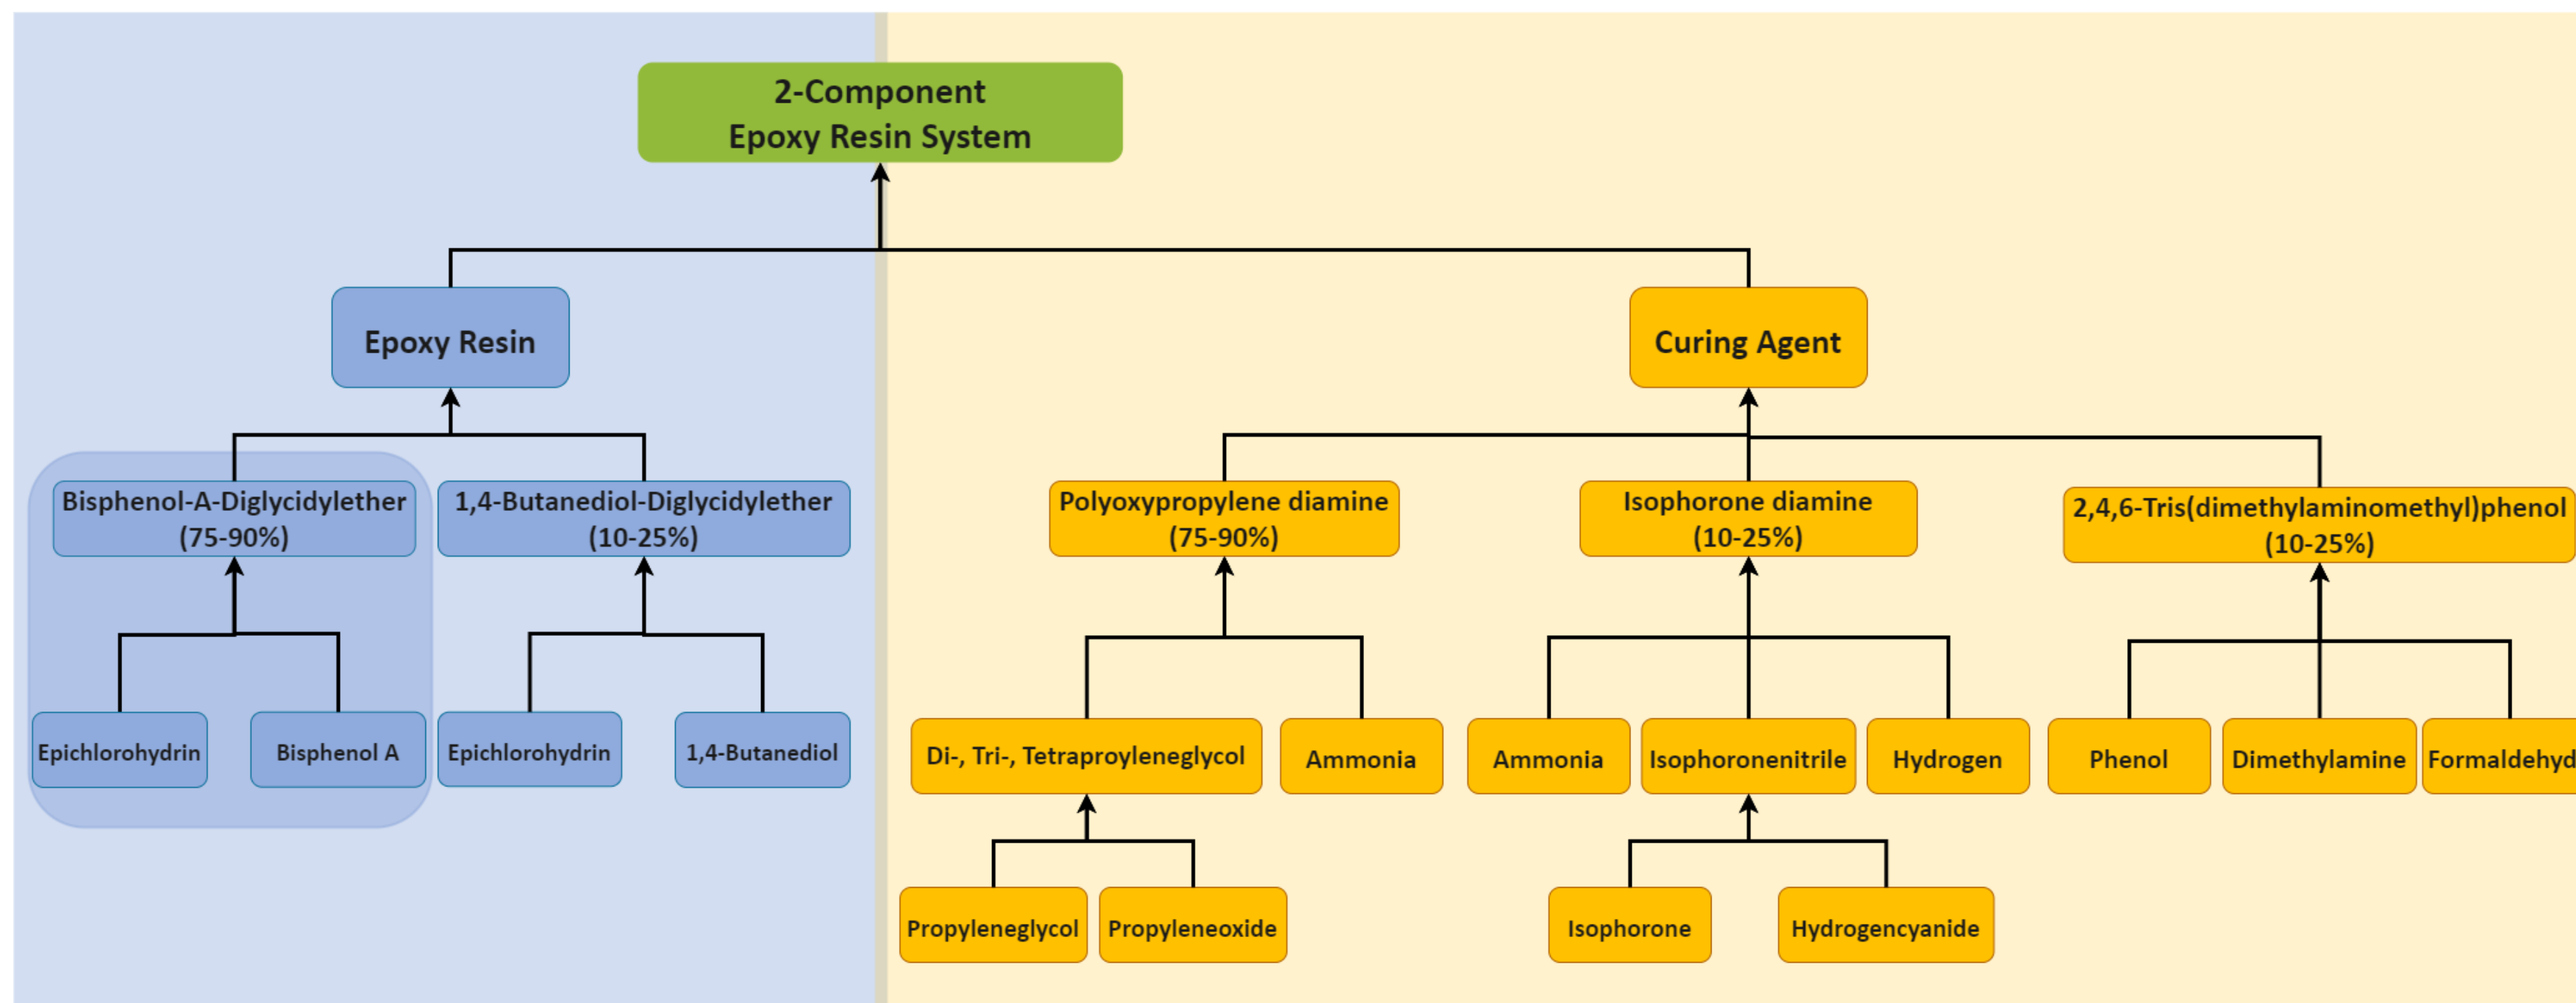 2-Component
Epoxy Resin System
Epoxy Resin
Curing Agent
Bisphenol-A-Diglycidylether
(75-90%)
1,4-Butanediol-Diglycidylether
(10-25%)
Polyoxypropylene diamine
(75-90%)
Isophorone diamine
(10-25%)
2,4,6-Tris(dimethylaminomethyl)phenol
(10-25%)
Epichlorohydrin
Bisphenol A
Epichlorohydrin
1,4-Butanediol
Di-, Tri-, Tetraproyleneglycol
Ammonia
Ammonia
Isophoronenitrile
Hydrogen
Phenol
Dimethylamine
Formaldehyd
Propyleneglycol
Propyleneoxide
Isophorone
Hydrogencyanide